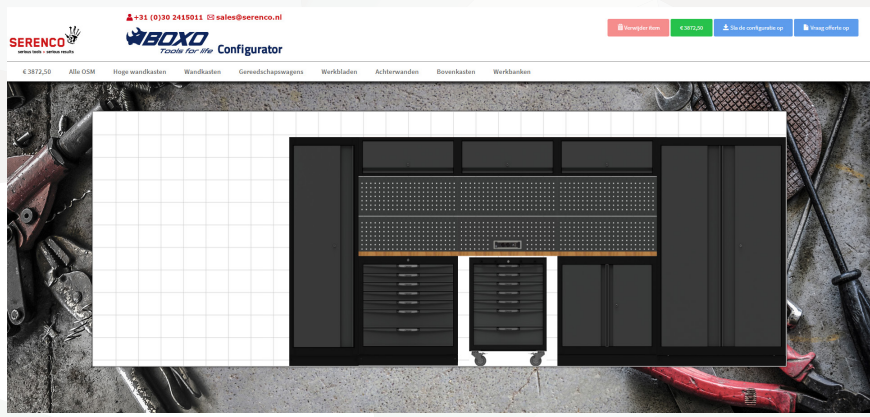 +31 (0)30 2415011 sales@serenco.nl
SERENCO
serious tools – serious results
BOXO
Tools for life Configurator
Verwijder item
€ 3872,50
Sla de configuratie op
Vraag offerte op
€ 3872,50 Alle OSM Hoge wandkasten Wandkasten Gereedschapswagens Werkbladen Achterwanden Bovenkasten Werkbanken